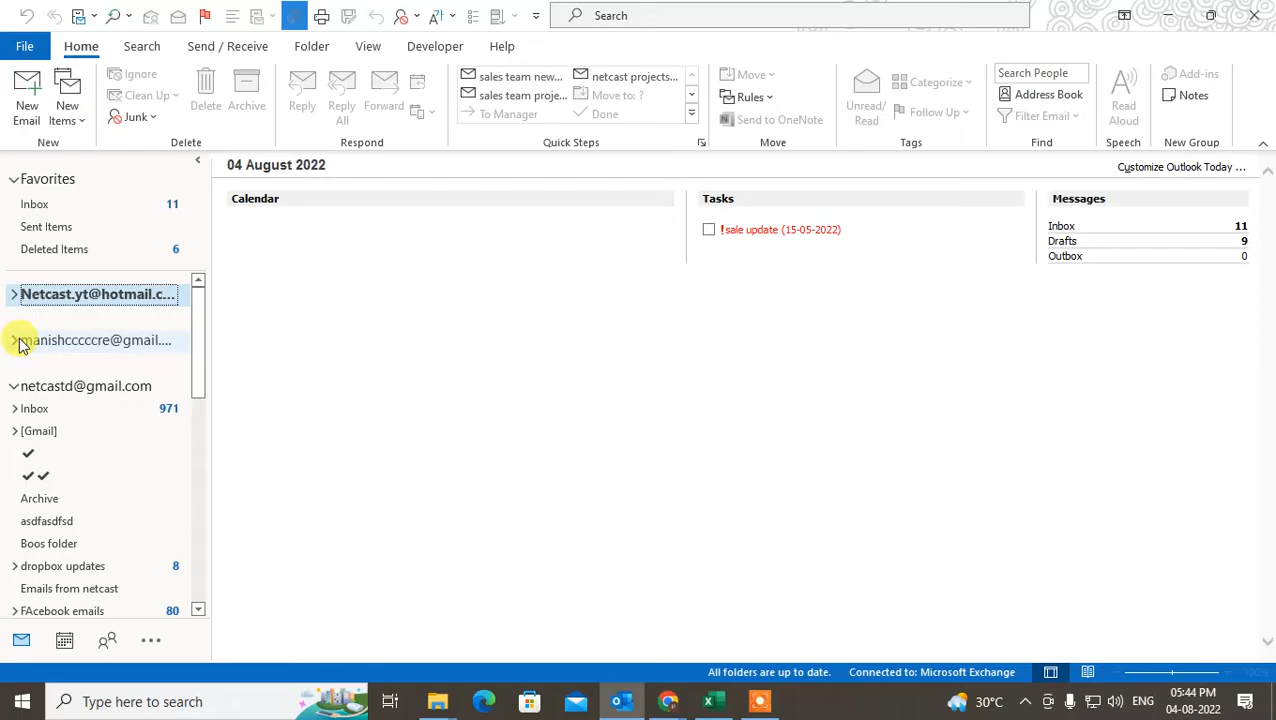 Search
File Home Search Send / Receive Folder View Developer Help
New Email
New Items
Ignore
Clean Up
Junk
Delete
Archive
Reply
Reply All
Forward
sales team new...
sales team proje...
To Manager
netcast projects...
Move to: ?
Done
Move
Rules
Send to OneNote
Unread/ Read
Categorize
Follow Up
Search People
Address Book
Filter Email
Read Aloud
Add-ins
Notes
New Delete Respond Quick Steps Move Tags Find Speech New Group
Favorites
Inbox 11
Sent Items
Deleted Items 6
Netcast.yt@hotmail.c...
manishcccccre@gmail....
netcastd@gmail.com
Inbox 971
[Gmail]
Archive
asdfasdfsd
Boos folder
dropbox updates 8
Emails from netcast
FAcebook emails 80
04 August 2022
Customize Outlook Today ...
Calendar
Tasks
!sale update (15-05-2022)
Messages
Inbox 11
Drafts 9
Outbox 0
All folders are up to date. Connected to: Microsoft Exchange 100%
Type here to search
30°C
ENG
05:44 PM
04-08-2022